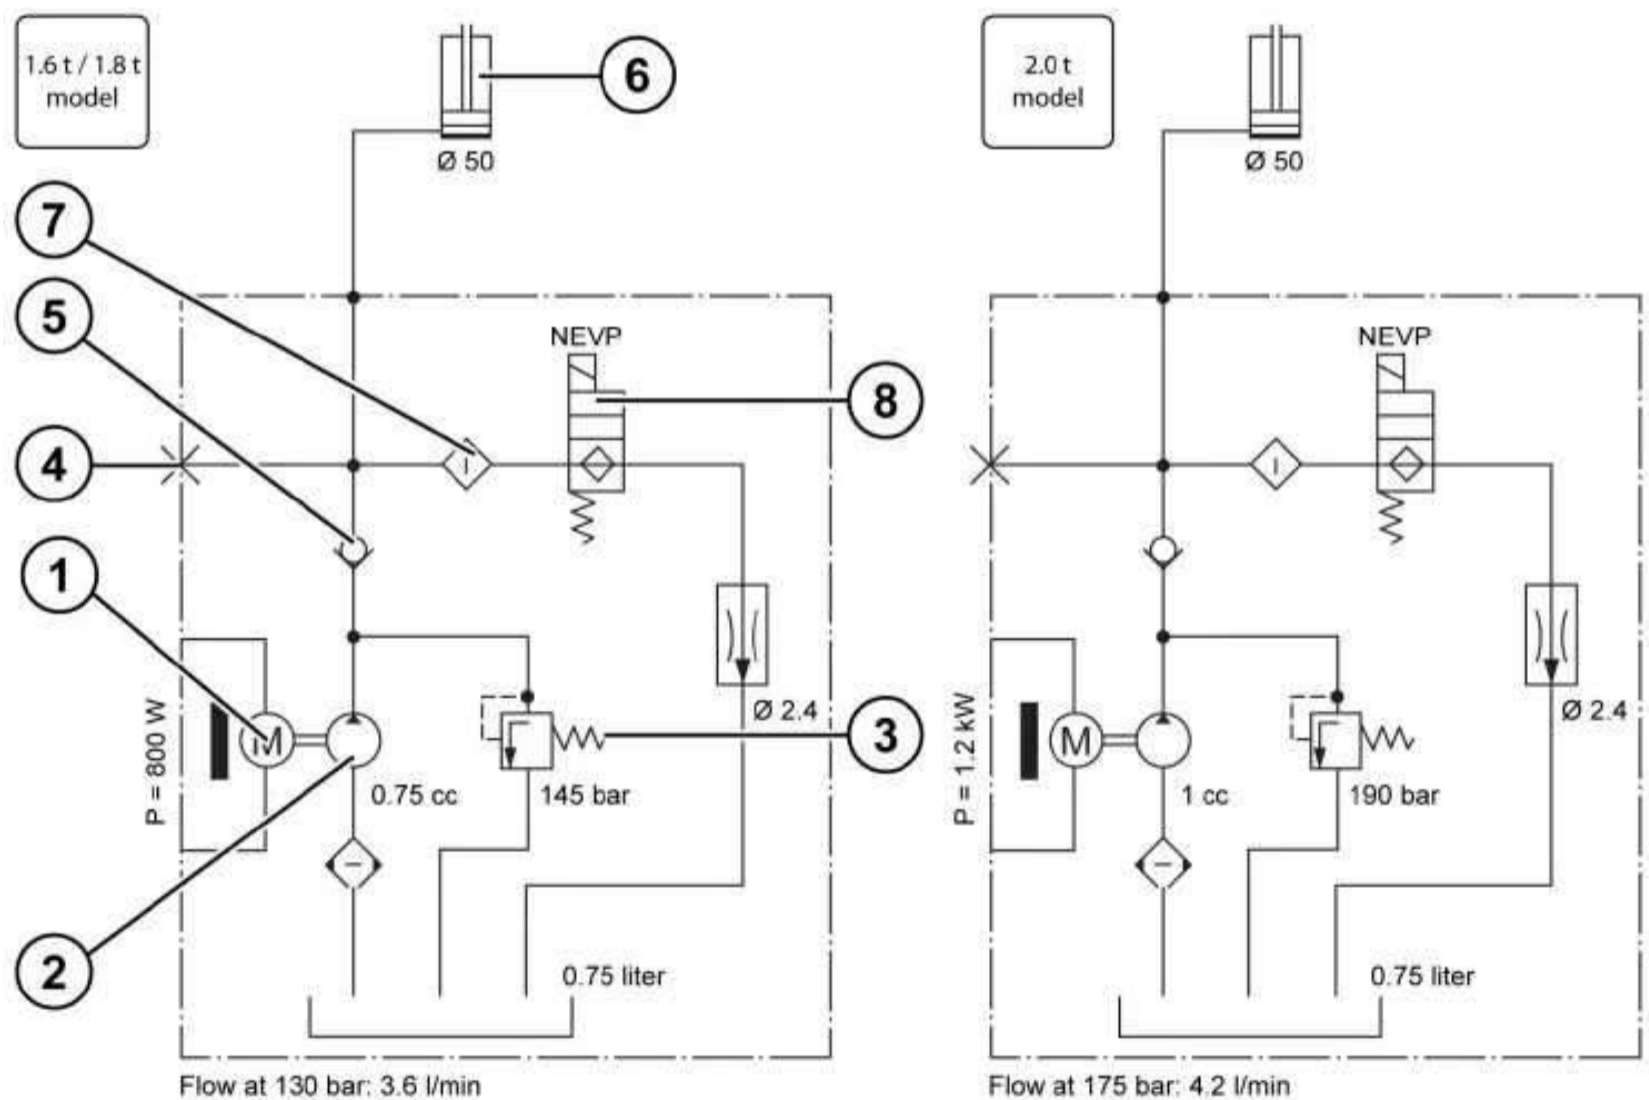 1.6 t / 1.8 t
model
6
Ø 50
7
5
NEVP
8
4
1
M
P = 800 W
Ø 2.4
3
0.75 cc
145 bar
2
0.75 liter
Flow at 130 bar: 3.6 l/min
2.0 t
model
Ø 50
NEVP
M
P = 1.2 kW
Ø 2.4
1 cc
190 bar
0.75 liter
Flow at 175 bar: 4.2 l/min